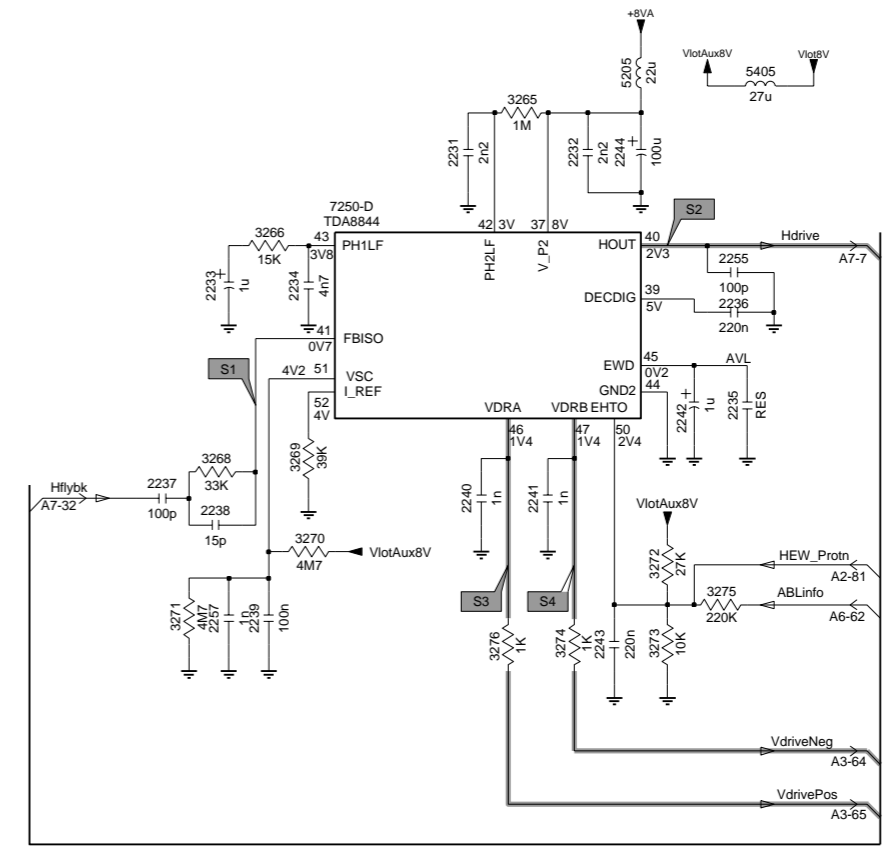 +8VA
5205
22u
VlotAux8V
Vlot8V
5405
27u
3265
1M
2231
2n2
2232
2n2
2244
+
100u
7250-D
TDA8844
42
3V
37
8V
S2
3266
15K
43
3V8
PH1LF
PH2LF
V_P2
HOUT
40
2V3
Hdrive
A7-7
2233
+
1u
2234
4n7
2255
100p
DECDIG
39
5V
2236
220n
41
0V7
FBISO
S1
4V2
51
VSC
I_REF
52
4V
EWD
45
0V2
AVL
GND2
44
2242
+
1u
2235
RES
VDRA
VDRB
EHTO
46
1V4
47
1V4
50
2V4
3269
39K
3268
33K
Hflybk
A7-32
2237
100p
2238
15p
2240
1n
2241
1n
VlotAux8V
3270
4M7
VlotAux8V
3272
27K
HEW_Protn
A2-81
3275
220K
ABLinfo
A6-62
S3
S4
3271
4M7
2257
1n
2239
100n
3276
1K
3274
1K
2243
220n
3273
10K
VdriveNeg
A3-64
VdrivePos
A3-65